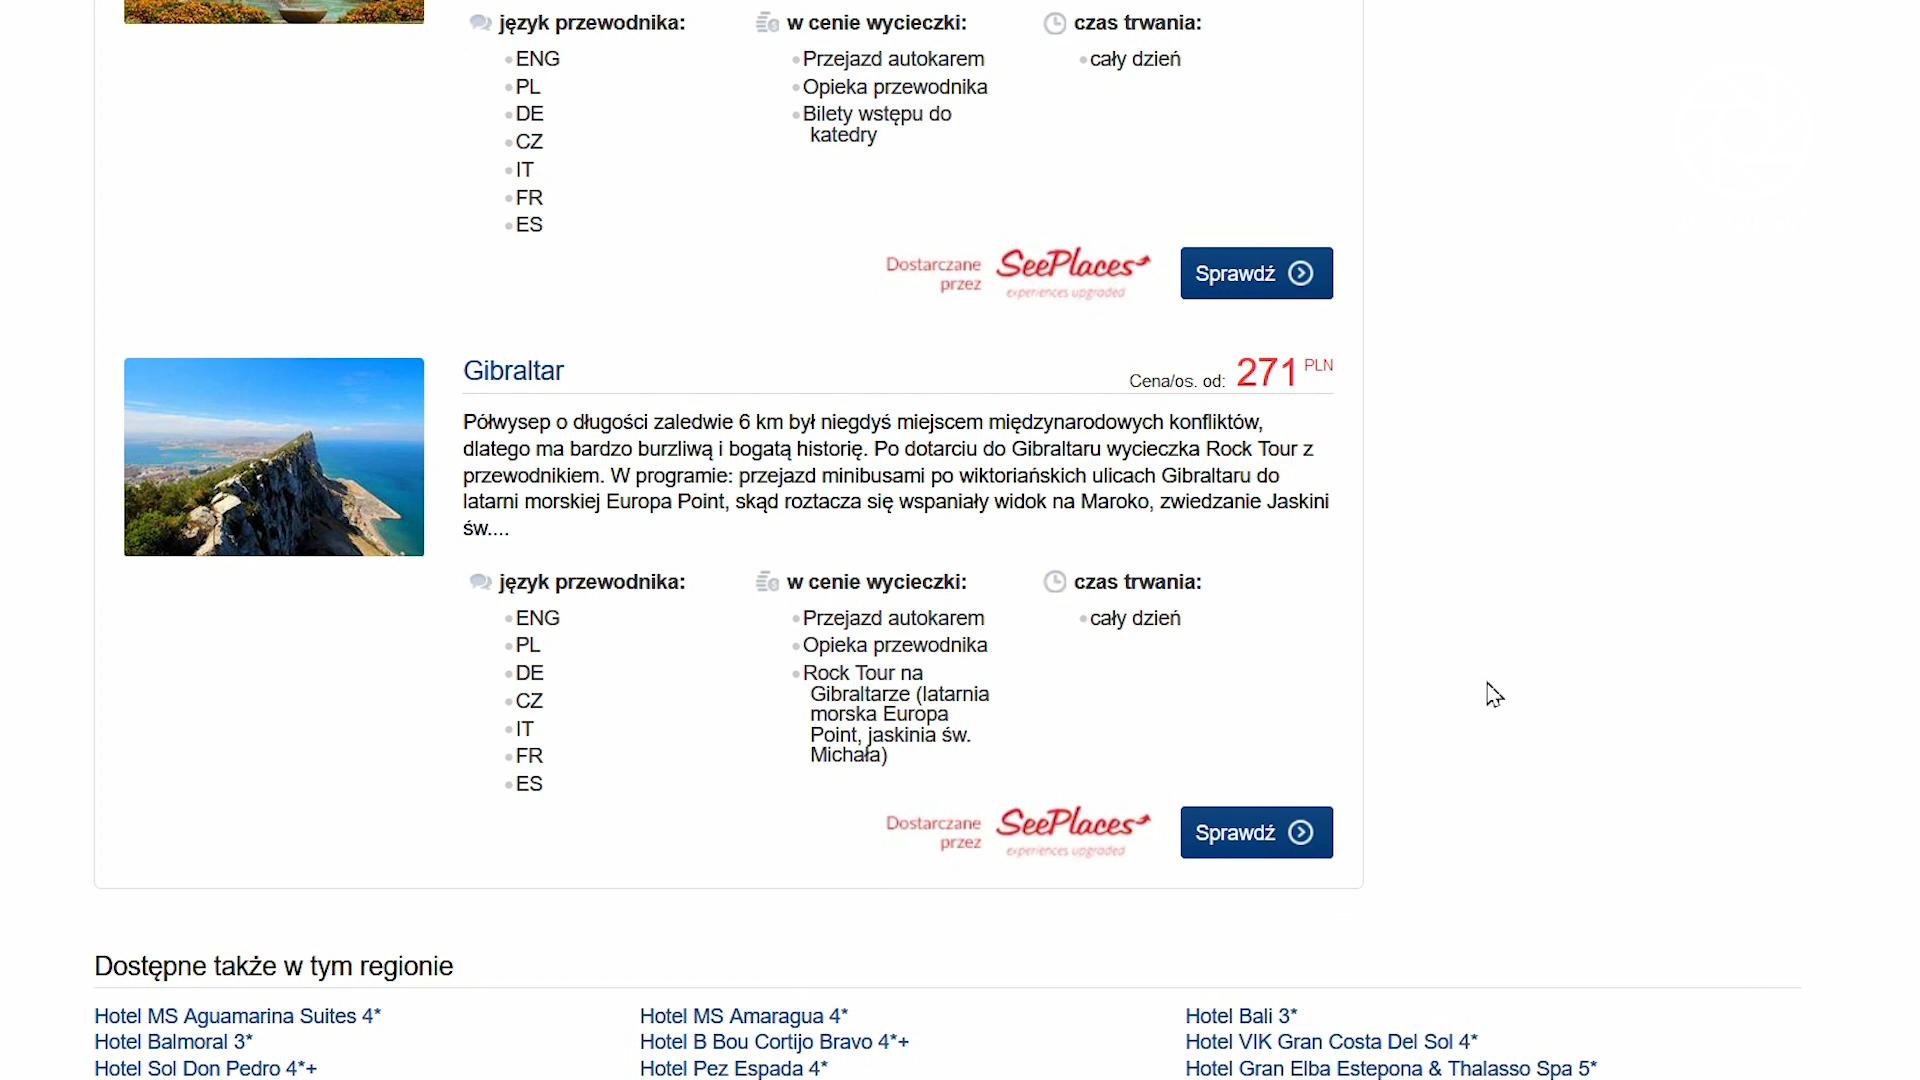 język przewodnika:
w cenie wycieczki:
czas trwania:
ENG
PL
DE
CZ
IT
FR
ES
Przejazd autokarem
Opieka przewodnika
Bilety wstępu do
katedry
cały dzień
Dostarczane
przez
SeePlaces
experiences upgraded
Sprawdź
Gibraltar
Cena/os. od: 271 PLN
Półwysep o długości zaledwie 6 km był niegdyś miejscem międzynarodowych konfliktów,
dlatego ma bardzo burzliwą i bogatą historię. Po dotarciu do Gibraltaru wycieczka Rock Tour z
przewodnikiem. W programie: przejazd minibusami po wiktoriańskich ulicach Gibraltaru do
latarni morskiej Europa Point, skąd roztacza się wspaniały widok na Maroko, zwiedzanie Jaskini
św....
język przewodnika:
w cenie wycieczki:
czas trwania:
ENG
PL
DE
CZ
IT
FR
ES
Przejazd autokarem
Opieka przewodnika
Rock Tour na
Gibraltarze (latarnia
morska Europa
Point, jaskinia św.
Michała)
cały dzień
Dostarczane
przez
SeePlaces
experiences upgraded
Sprawdź
Dostępne także w tym regionie
Hotel MS Aguamarina Suites 4*
Hotel MS Amaragua 4*
Hotel Bali 3*
Hotel Balmoral 3*
Hotel B Bou Cortijo Bravo 4*+
Hotel VIK Gran Costa Del Sol 4*
Hotel Sol Don Pedro 4*+
Hotel Pez Espada 4*
Hotel Gran Elba Estepona & Thalasso Spa 5*